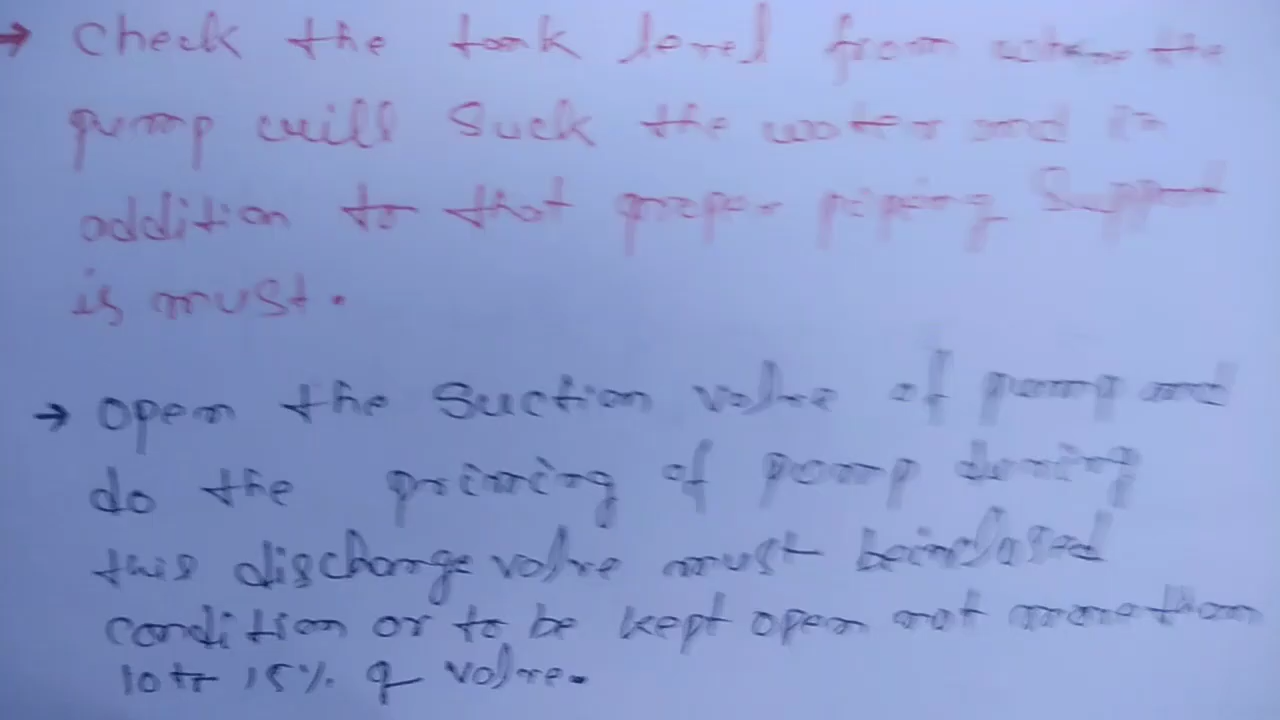 → Check the tank level from where the
pump will suck the water and in
addition to that proper piping Support
is must.
→ Open the Suction valve of pump and
do the priming of pump during
this discharge valve must be in closed
condition or to be kept open not more than
10 to 15% of valve.